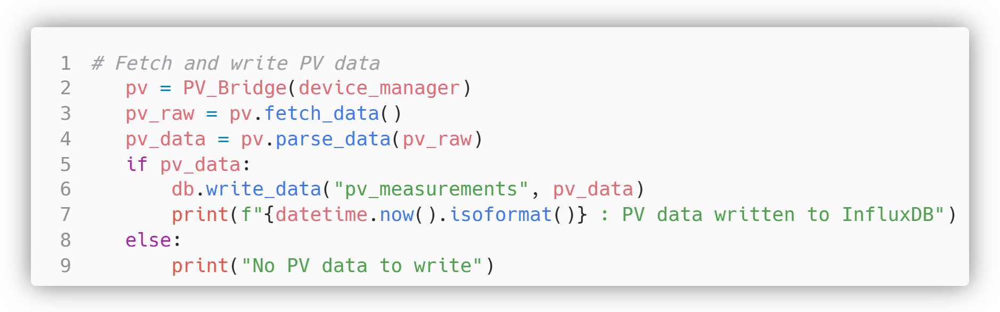 1 # Fetch and write PV data
2    pv = PV_Bridge(device_manager)
3    pv_raw = pv.fetch_data()
4    pv_data = pv.parse_data(pv_raw)
5    if pv_data:
6        db.write_data("pv_measurements", pv_data)
7        print(f"{datetime.now().isoformat()} : PV data written to InfluxDB")
8    else:
9        print("No PV data to write")